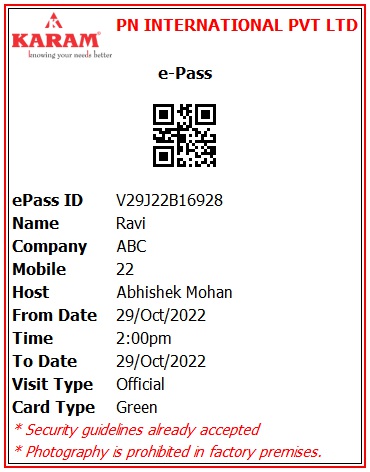 PN INTERNATIONAL PVT LTD
KARAM®
knowing your needs better
e-Pass
ePass ID V29J22B16928
Name Ravi
Company ABC
Mobile 22
Host Abhishek Mohan
From Date 29/Oct/2022
Time 2:00pm
To Date 29/Oct/2022
Visit Type Official
Card Type Green
* Security guidelines already accepted
* Photography is prohibited in factory premises.